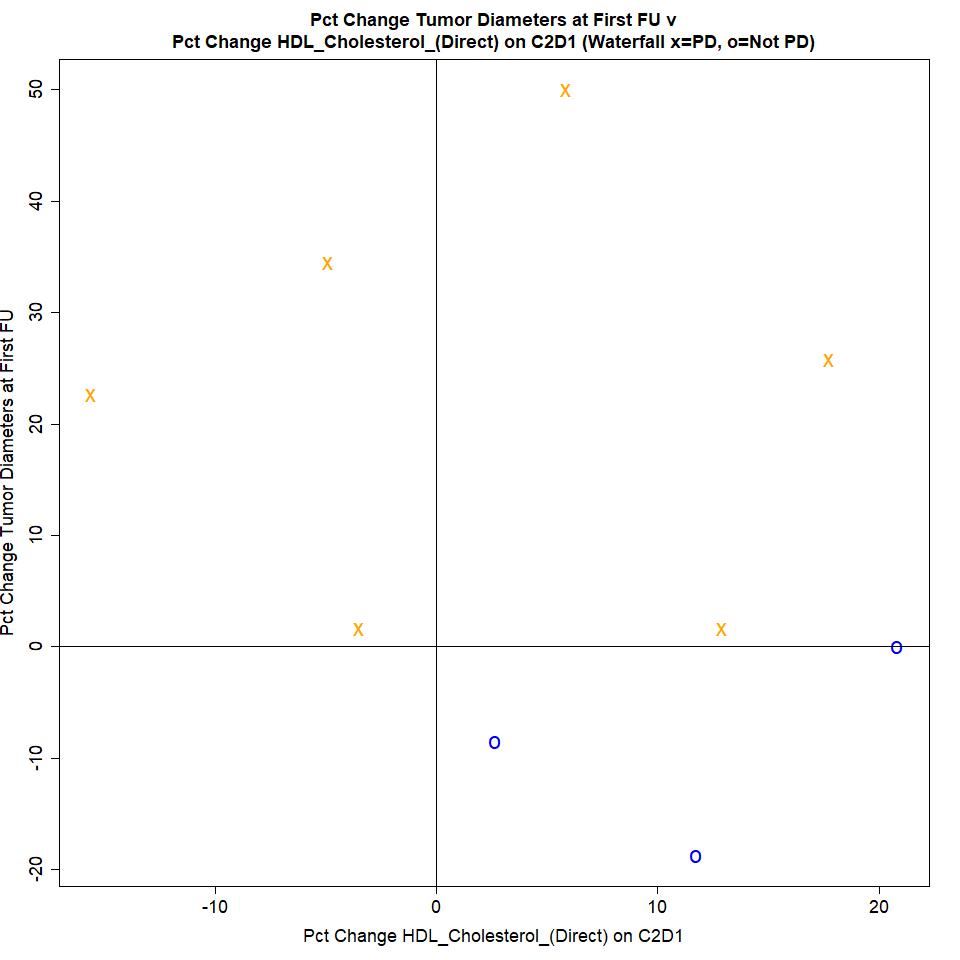 Pct Change Tumor Diameters at First FU v
Pct Change HDL_Cholesterol_(Direct) on C2D1 (Waterfall x=PD, o=Not PD)
Pct Change Tumor Diameters at First FU
50
40
30
20
10
0
-10
-20
X
X
X
X
X
X
O
O
O
-10
0
10
20
Pct Change HDL_Cholesterol_(Direct) on C2D1